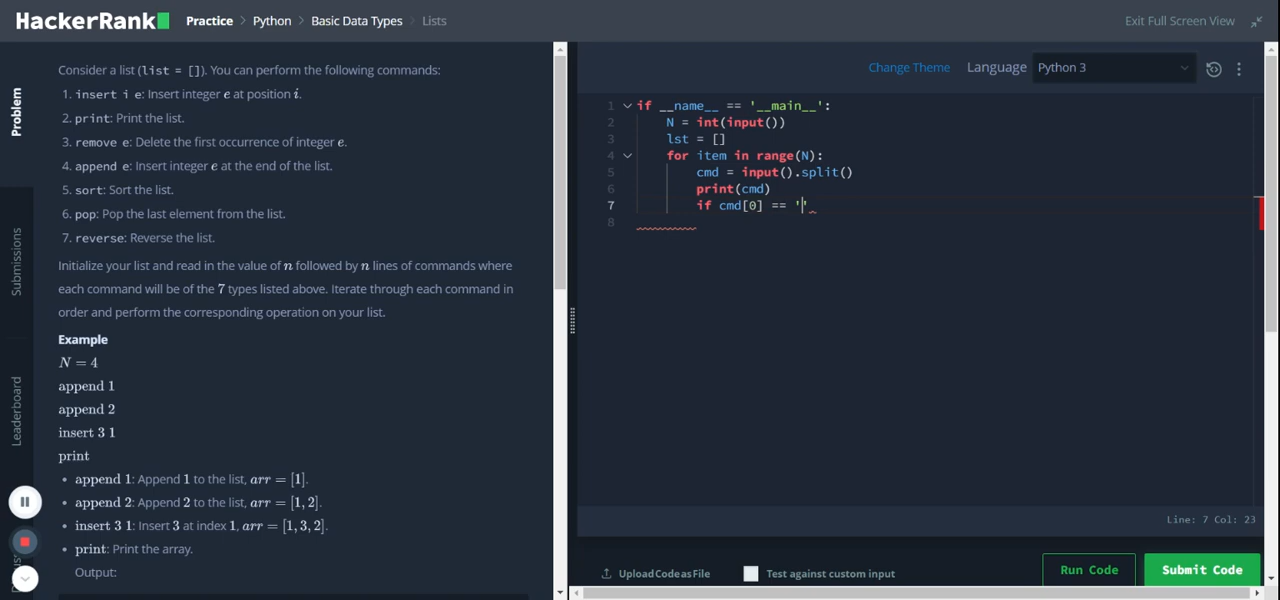 HackerRank
Practice > Python > Basic Data Types > Lists
Exit Full Screen View
Problem
Submissions
Leaderboard
Consider a list (list = []). You can perform the following commands:
1. insert i e: Insert integer e at position i.
2. print: Print the list.
3. remove e: Delete the first occurrence of integer e.
4. append e: Insert integer e at the end of the list.
5. sort: Sort the list.
6. pop: Pop the last element from the list.
7. reverse: Reverse the list.
Initialize your list and read in the value of n followed by n lines of commands where
each command will be of the 7 types listed above. Iterate through each command in
order and perform the corresponding operation on your list.
Example
N = 4
append 1
append 2
insert 3 1
print
• append 1: Append 1 to the list, arr = [1].
• append 2: Append 2 to the list, arr = [1, 2].
• insert 3 1: Insert 3 at index 1, arr = [1, 3, 2].
• print: Print the array.
Output:
Change Theme Language Python 3
1 if __name__ == '__main__':
2 N = int(input())
3 lst = []
4 for item in range(N):
5 cmd = input().split()
6 print(cmd)
7 if cmd[0] == ''
8
Line: 7 Col: 23
Upload Code as File
Test against custom input
Run Code
Submit Code